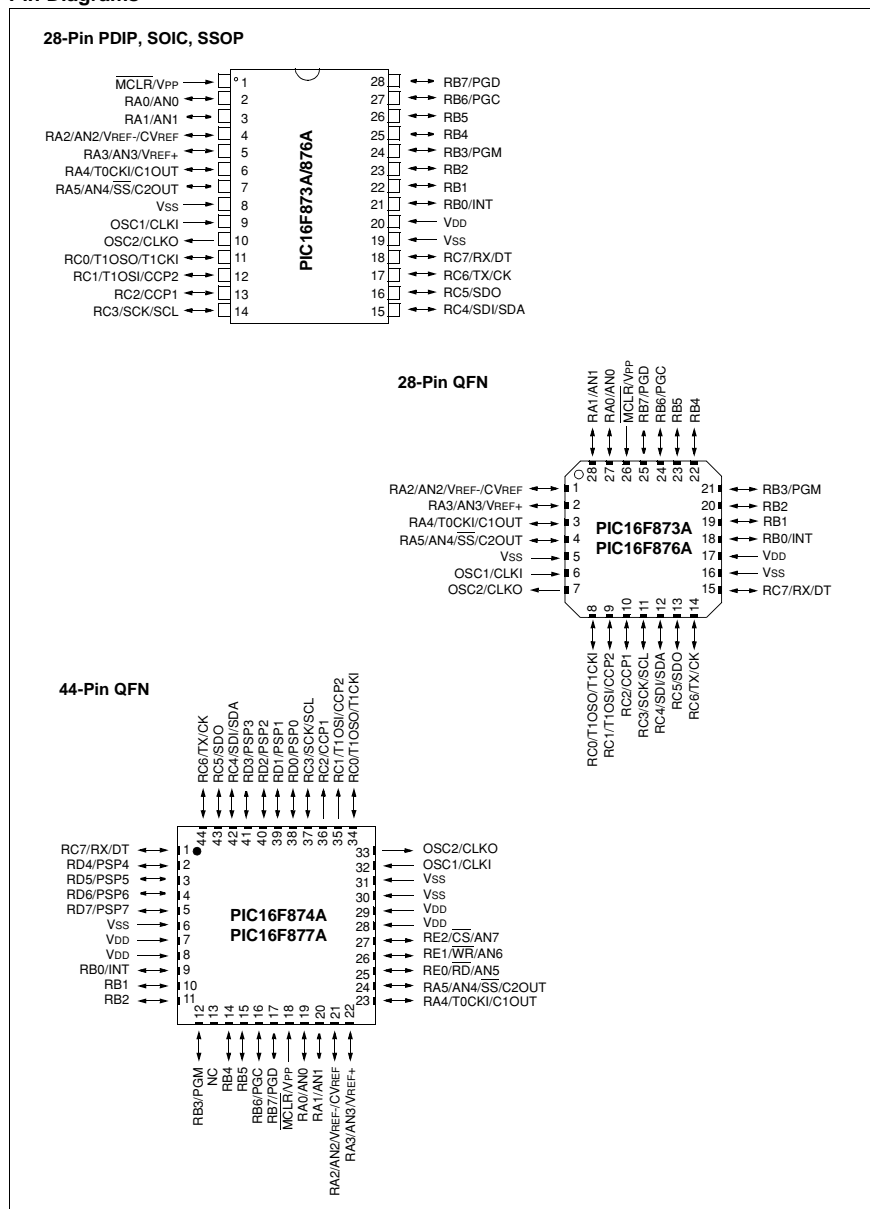 Pin Diagrams
28-Pin PDIP, SOIC, SSOP
MCLR/VPP 1
RA0/AN0 2
RA1/AN1 3
RA2/AN2/VREF-/CVREF 4
RA3/AN3/VREF+ 5
RA4/T0CKI/C1OUT 6
RA5/AN4/SS/C2OUT 7
VSS 8
OSC1/CLKI 9
OSC2/CLKO 10
RC0/T1OSO/T1CKI 11
RC1/T1OSI/CCP2 12
RC2/CCP1 13
RC3/SCK/SCL 14
PIC16F873A/876A
28 RB7/PGD
27 RB6/PGC
26 RB5
25 RB4
24 RB3/PGM
23 RB2
22 RB1
21 RB0/INT
20 VDD
19 VSS
18 RC7/RX/DT
17 RC6/TX/CK
16 RC5/SDO
15 RC4/SDI/SDA
28-Pin QFN
RA1/AN1 28
RA0/AN0 27
MCLR/VPP 26
RB7/PGD 25
RB6/PGC 24
RB5 23
RB4 22
RA2/AN2/VREF-/CVREF 1
RA3/AN3/VREF+ 2
RA4/T0CKI/C1OUT 3
RA5/AN4/SS/C2OUT 4
VSS 5
OSC1/CLKI 6
OSC2/CLKO 7
PIC16F873A
PIC16F876A
21 RB3/PGM
20 RB2
19 RB1
18 RB0/INT
17 VDD
16 VSS
15 RC7/RX/DT
8 RC0/T1OSO/T1CKI
9 RC1/T1OSI/CCP2
10 RC2/CCP1
11 RC3/SCK/SCL
12 RC4/SDI/SDA
13 RC5/SDO
14 RC6/TX/CK
44-Pin QFN
RC6/TX/CK 44
RC5/SDO 43
RC4/SDI/SDA 42
RD3/PSP3 41
RD2/PSP2 40
RD1/PSP1 39
RD0/PSP0 38
RC3/SCK/SCL 37
RC2/CCP1 36
RC1/T1OSI/CCP2 35
RC0/T1OSO/T1CKI 34
RC7/RX/DT 1
RD4/PSP4 2
RD5/PSP5 3
RD6/PSP6 4
RD7/PSP7 5
VSS 6
VDD 7
VDD 8
RB0/INT 9
RB1 10
RB2 11
PIC16F874A
PIC16F877A
33 OSC2/CLKO
32 OSC1/CLKI
31 VSS
30 VSS
29 VDD
28 VDD
27 RE2/CS/AN7
26 RE1/WR/AN6
25 RE0/RD/AN5
24 RA5/AN4/SS/C2OUT
23 RA4/T0CKI/C1OUT
12 RB3/PGM
13 NC
14 RB4
15 RB5
16 RB6/PGC
17 RB7/PGD
18 MCLR/VPP
19 RA0/AN0
20 RA1/AN1
21 RA2/AN2/VREF-/CVREF
22 RA3/AN3/VREF+